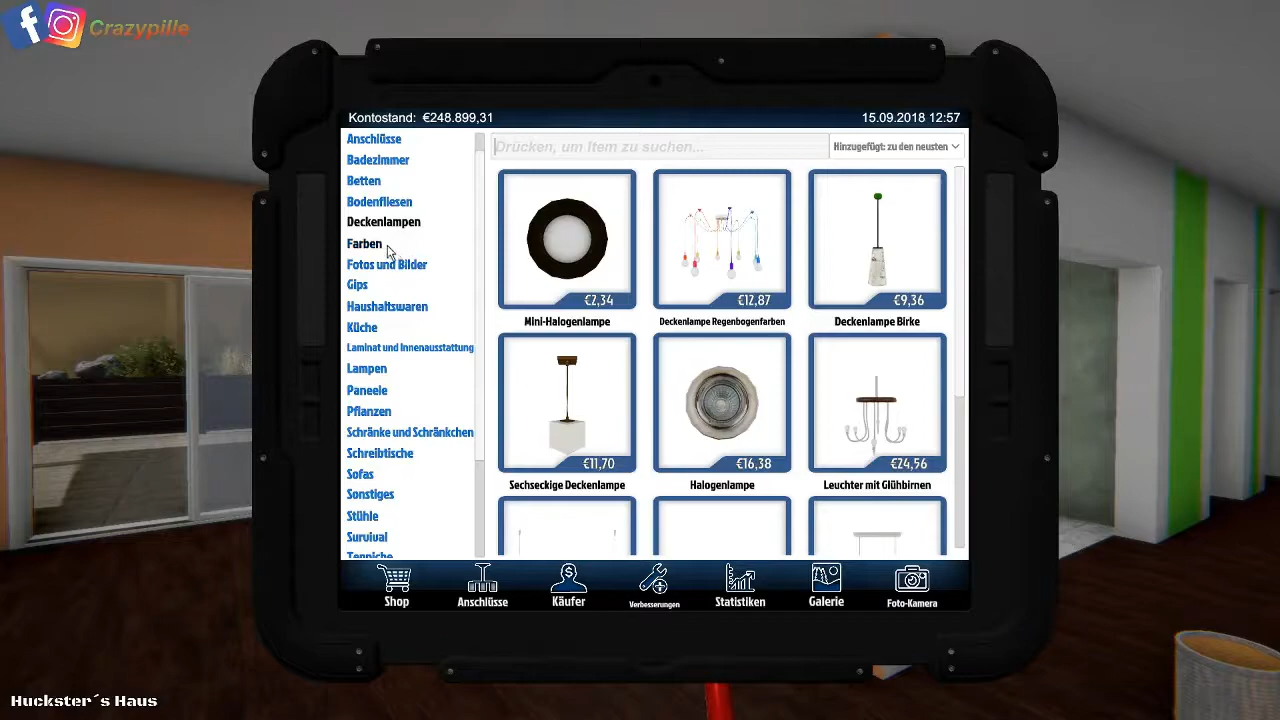 Crazypille
Kontostand: €248.899,31
15.09.2018 12:57
Anschlüsse
Badezimmer
Betten
Bodenfliesen
Deckenlampen
Farben
Fotos und Bilder
Gips
Haushaltswaren
Küche
Laminat und Innenausstattung
Lampen
Paneele
Pflanzen
Schränke und Schränkchen
Schreibtische
Sofas
Sonstiges
Stühle
Survival
Teppiche
Drücken, um Item zu suchen...
Hinzugefügt: zu den neusten
€2,34
€12,87
€9,36
Mini-Halogenlampe
Deckenlampe Regenbogenfarben
Deckenlampe Birke
€11,70
€16,38
€24,56
Sechseckige Deckenlampe
Halogenlampe
Leuchter mit Glühbirnen
Shop
Anschlüsse
Käufer
Verbesserungen
Statistiken
Galerie
Foto-Kamera
Huckster´s Haus